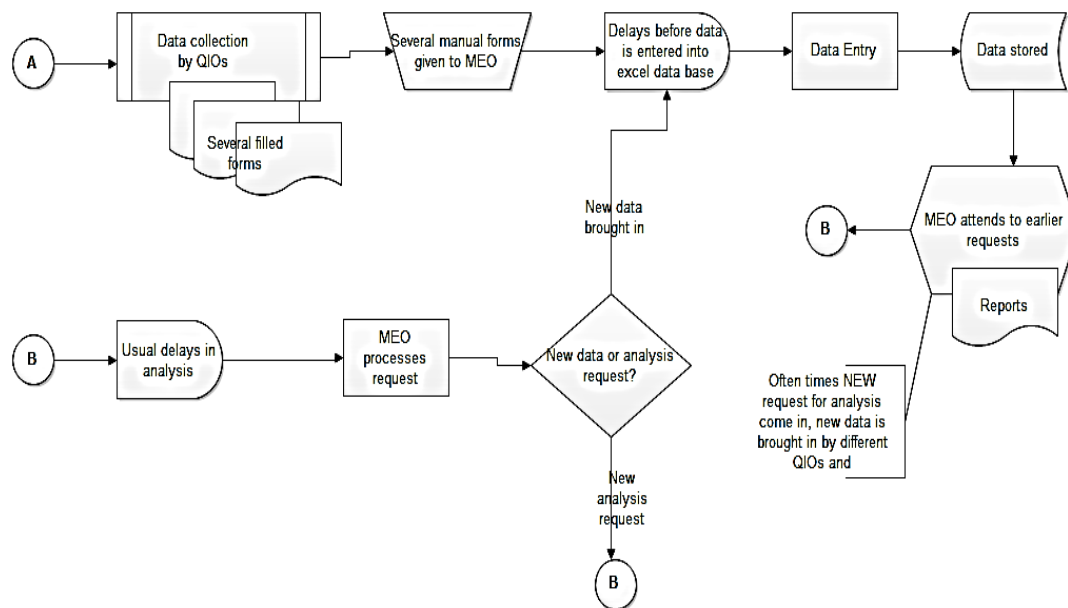 A
Data collection
by QIOs
Several filled
forms
Several manual forms
given to MEO
Delays before data
is entered into
excel data base
Data Entry
Data stored
New data
brought in
B
MEO attends to earlier
requests
Reports
B
Usual delays in
analysis
MEO
processes
request
New data or analysis
request?
Often times NEW
request for analysis
come in, new data is
brought in by different
QIOs and
New
analysis
request
B